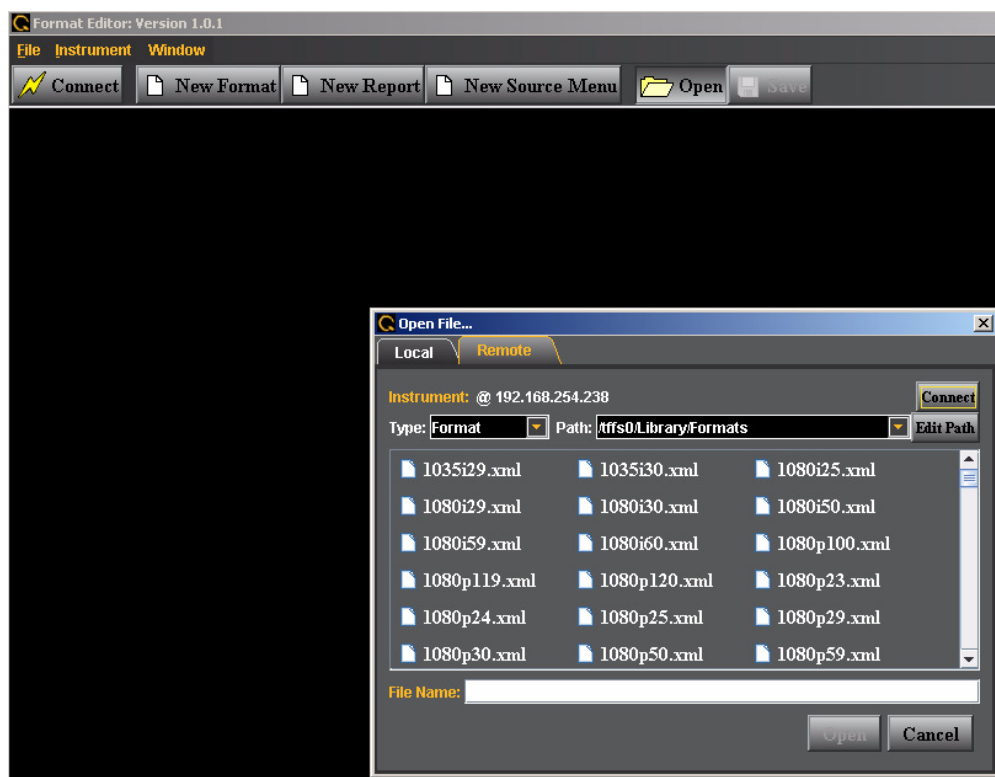 Format Editor: Version 1.0.1
File Instrument Window
Connect New Format New Report New Source Menu Open Save
Open File...
Local Remote
Instrument: @ 192.168.254.238 Connect
Type: Format Path: /tffs0/Library/Formats Edit Path
1035i29.xml 1035i30.xml 1080i25.xml
1080i29.xml 1080i30.xml 1080i50.xml
1080i59.xml 1080i60.xml 1080p100.xml
1080p119.xml 1080p120.xml 1080p23.xml
1080p24.xml 1080p25.xml 1080p29.xml
1080p30.xml 1080p50.xml 1080p59.xml
File Name:
Open Cancel